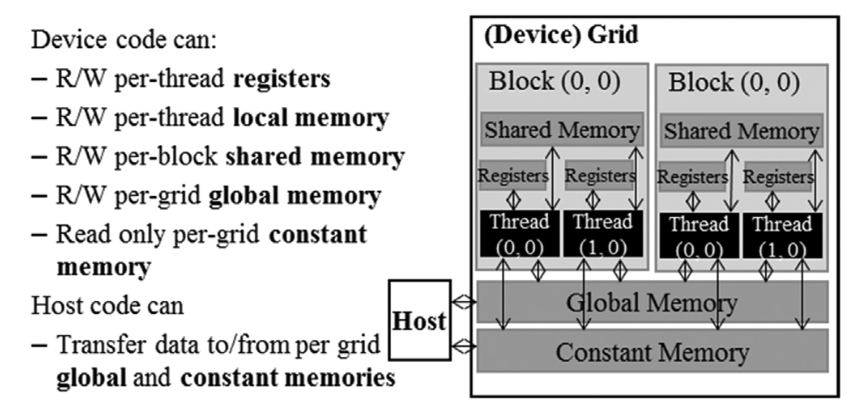 Device code can:
– R/W per-thread registers
– R/W per-thread local memory
– R/W per-block shared memory
– R/W per-grid global memory
– Read only per-grid constant
memory
Host code can
– Transfer data to/from per grid
global and constant memories
(Device) Grid
Block (0, 0)
Shared Memory
Registers
Registers
Thread
(0, 0)
Thread
(1, 0)
Block (0, 0)
Shared Memory
Registers
Registers
Thread
(0, 0)
Thread
(1, 0)
Host
Global Memory
Constant Memory